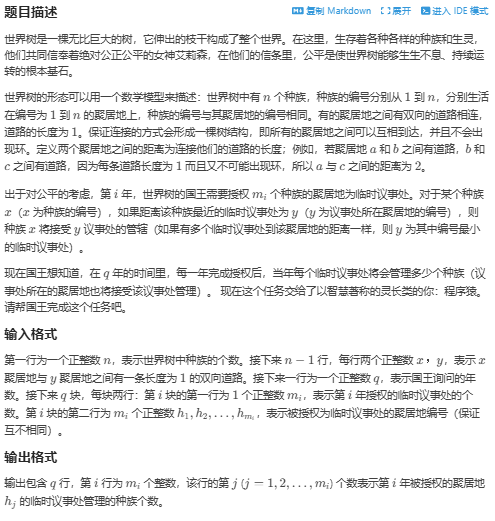 题目描述
复制 Markdown 展开 进入 IDE 模式
世界树是一棵无比巨大的树，它伸出的枝干构成了整个世界。在这里，生存着各种各样的种族和生灵，
他们共同信奉着绝对公正公平的女神艾莉森，在他们的信条里，公平是使世界树能够生生不息、持续运
转的根本基石。
世界树的形态可以用一个数学模型来描述：世界树中有 n 个种族，种族的编号分别从 1 到 n，分别生活
在编号为 1 到 n 的聚居地上，种族的编号与其聚居地的编号相同。有的聚居地之间有双向的道路相连，
道路的长度为 1。保证连接的方式会形成一棵树结构，即所有的聚居地之间可以互相到达，并且不会出
现环。定义两个聚居地之间的距离为连接他们的道路的长度；例如，若聚居地 a 和 b 之间有道路，b 和
c 之间有道路，因为每条道路长度为 1 而且又不可能出现环，所以 a 与 c 之间的距离为 2。
出于对公平的考虑，第 i 年，世界树的国王需要授权 mᵢ 个种族的聚居地为临时议事处。对于某个种族
x（x 为种族的编号），如果距离该种族最近的临时议事处为 y（y 为议事处所在聚居地的编号），则
种族 x 将接受 y 议事处的管辖（如果有多个临时议事处到该聚居地的距离一样，则 y 为其中编号最小
的临时议事处）。
现在国王想知道，在 q 年的时间里，每一年完成授权后，当年每个临时议事处将会管理多少个种族（议
事处所在的聚居地也将接受该议事处管理）。 现在这个任务交给了以智慧著称的灵长类的你：程序猿。
请帮国王完成这个任务吧。
输入格式
第一行为一个正整数 n，表示世界树中种族的个数。接下来 n − 1 行，每行两个正整数 x，y，表示 x
聚居地与 y 聚居地之间有一条长度为 1 的双向道路。接下来一行为一个正整数 q，表示国王询问的年
数。接下来 q 块，每块两行：第 i 块的第一行为 1 个正整数 mᵢ，表示第 i 年授权的临时议事处的个
数。第 i 块的第二行为 mᵢ 个正整数 h₁, h₂, . . . , hₘᵢ，表示被授权为临时议事处的聚居地编号（保证
互不相同）。
输出格式
输出包含 q 行，第 i 行为 mᵢ 个整数，该行的第 j (j = 1, 2, . . . , mᵢ) 个数表示第 i 年被授权的聚居地
hⱼ 的临时议事处管理的种族个数。